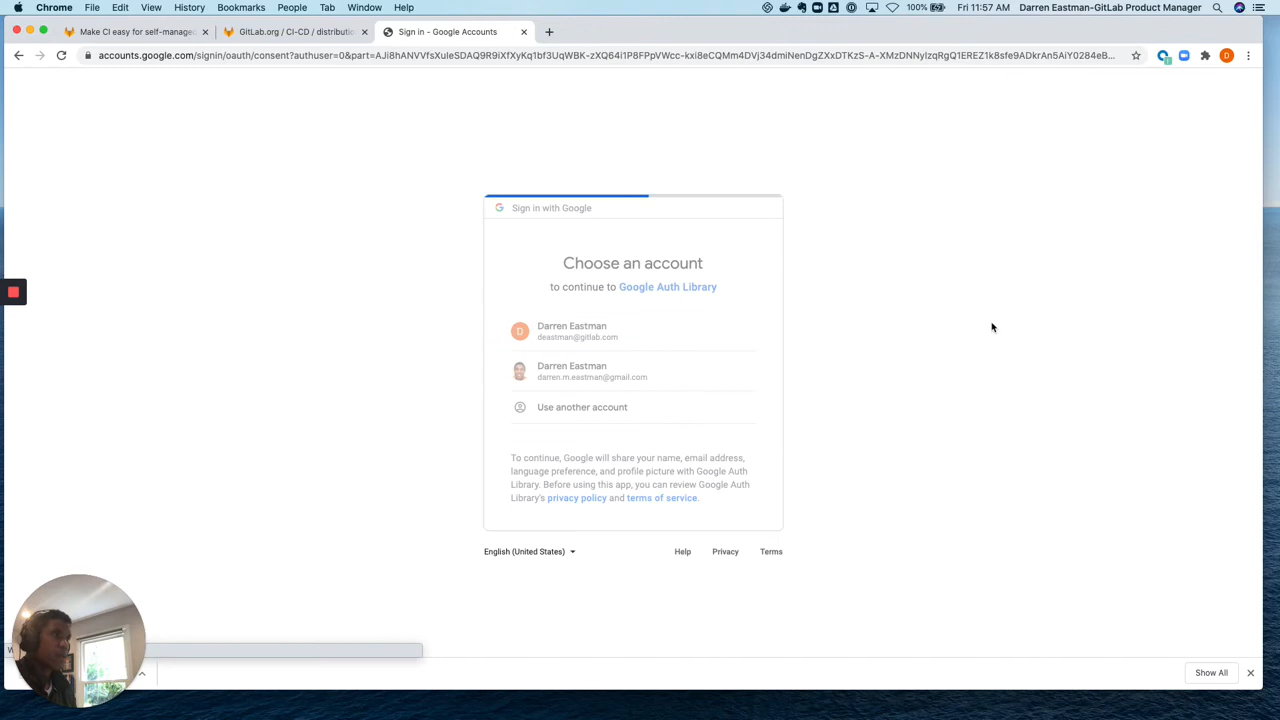 Chrome File Edit View History Bookmarks People Tab Window Help 100% Fri 11:57 AM Darren Eastman-GitLab Product Manager
Make CI easy for self-manage
GitLab.org / CI-CD / distributio
Sign in - Google Accounts
accounts.google.com/signin/oauth/consent?authuser=0&part=AJi8hANVVfsXuIeSDAQ9R9iXfXyKq1bf3UqWBK-zXQ64i1P8FPpVWcc-kxi8eCQMm4DVj34dmiNenDgZXxDTKzS-A-XMzDNNyIzqRgQ1EREZ1k8sfe9ADkrAn5AiY0284eB...
D
Sign in with Google
Choose an account
to continue to Google Auth Library
D
Darren Eastman
deastman@gitlab.com
Darren Eastman
darren.m.eastman@gmail.com
Use another account
To continue, Google will share your name, email address,
language preference, and profile picture with Google Auth
Library. Before using this app, you can review Google Auth
Library's privacy policy and terms of service.
English (United States)
Help Privacy Terms
Show All